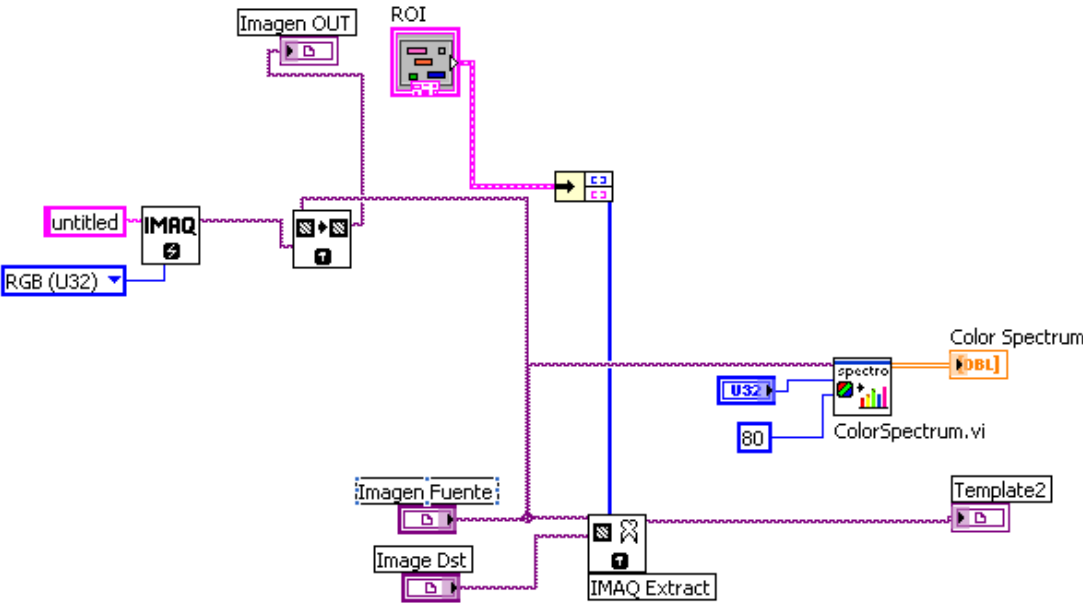 Imagen OUT
ROI
untitled
IMAQ
RGB (U32)
Color Spectrum
spectro
[DBL]
U32
80
ColorSpectrum.vi
Imagen Fuente
Template2
Image Dst
IMAQ Extract